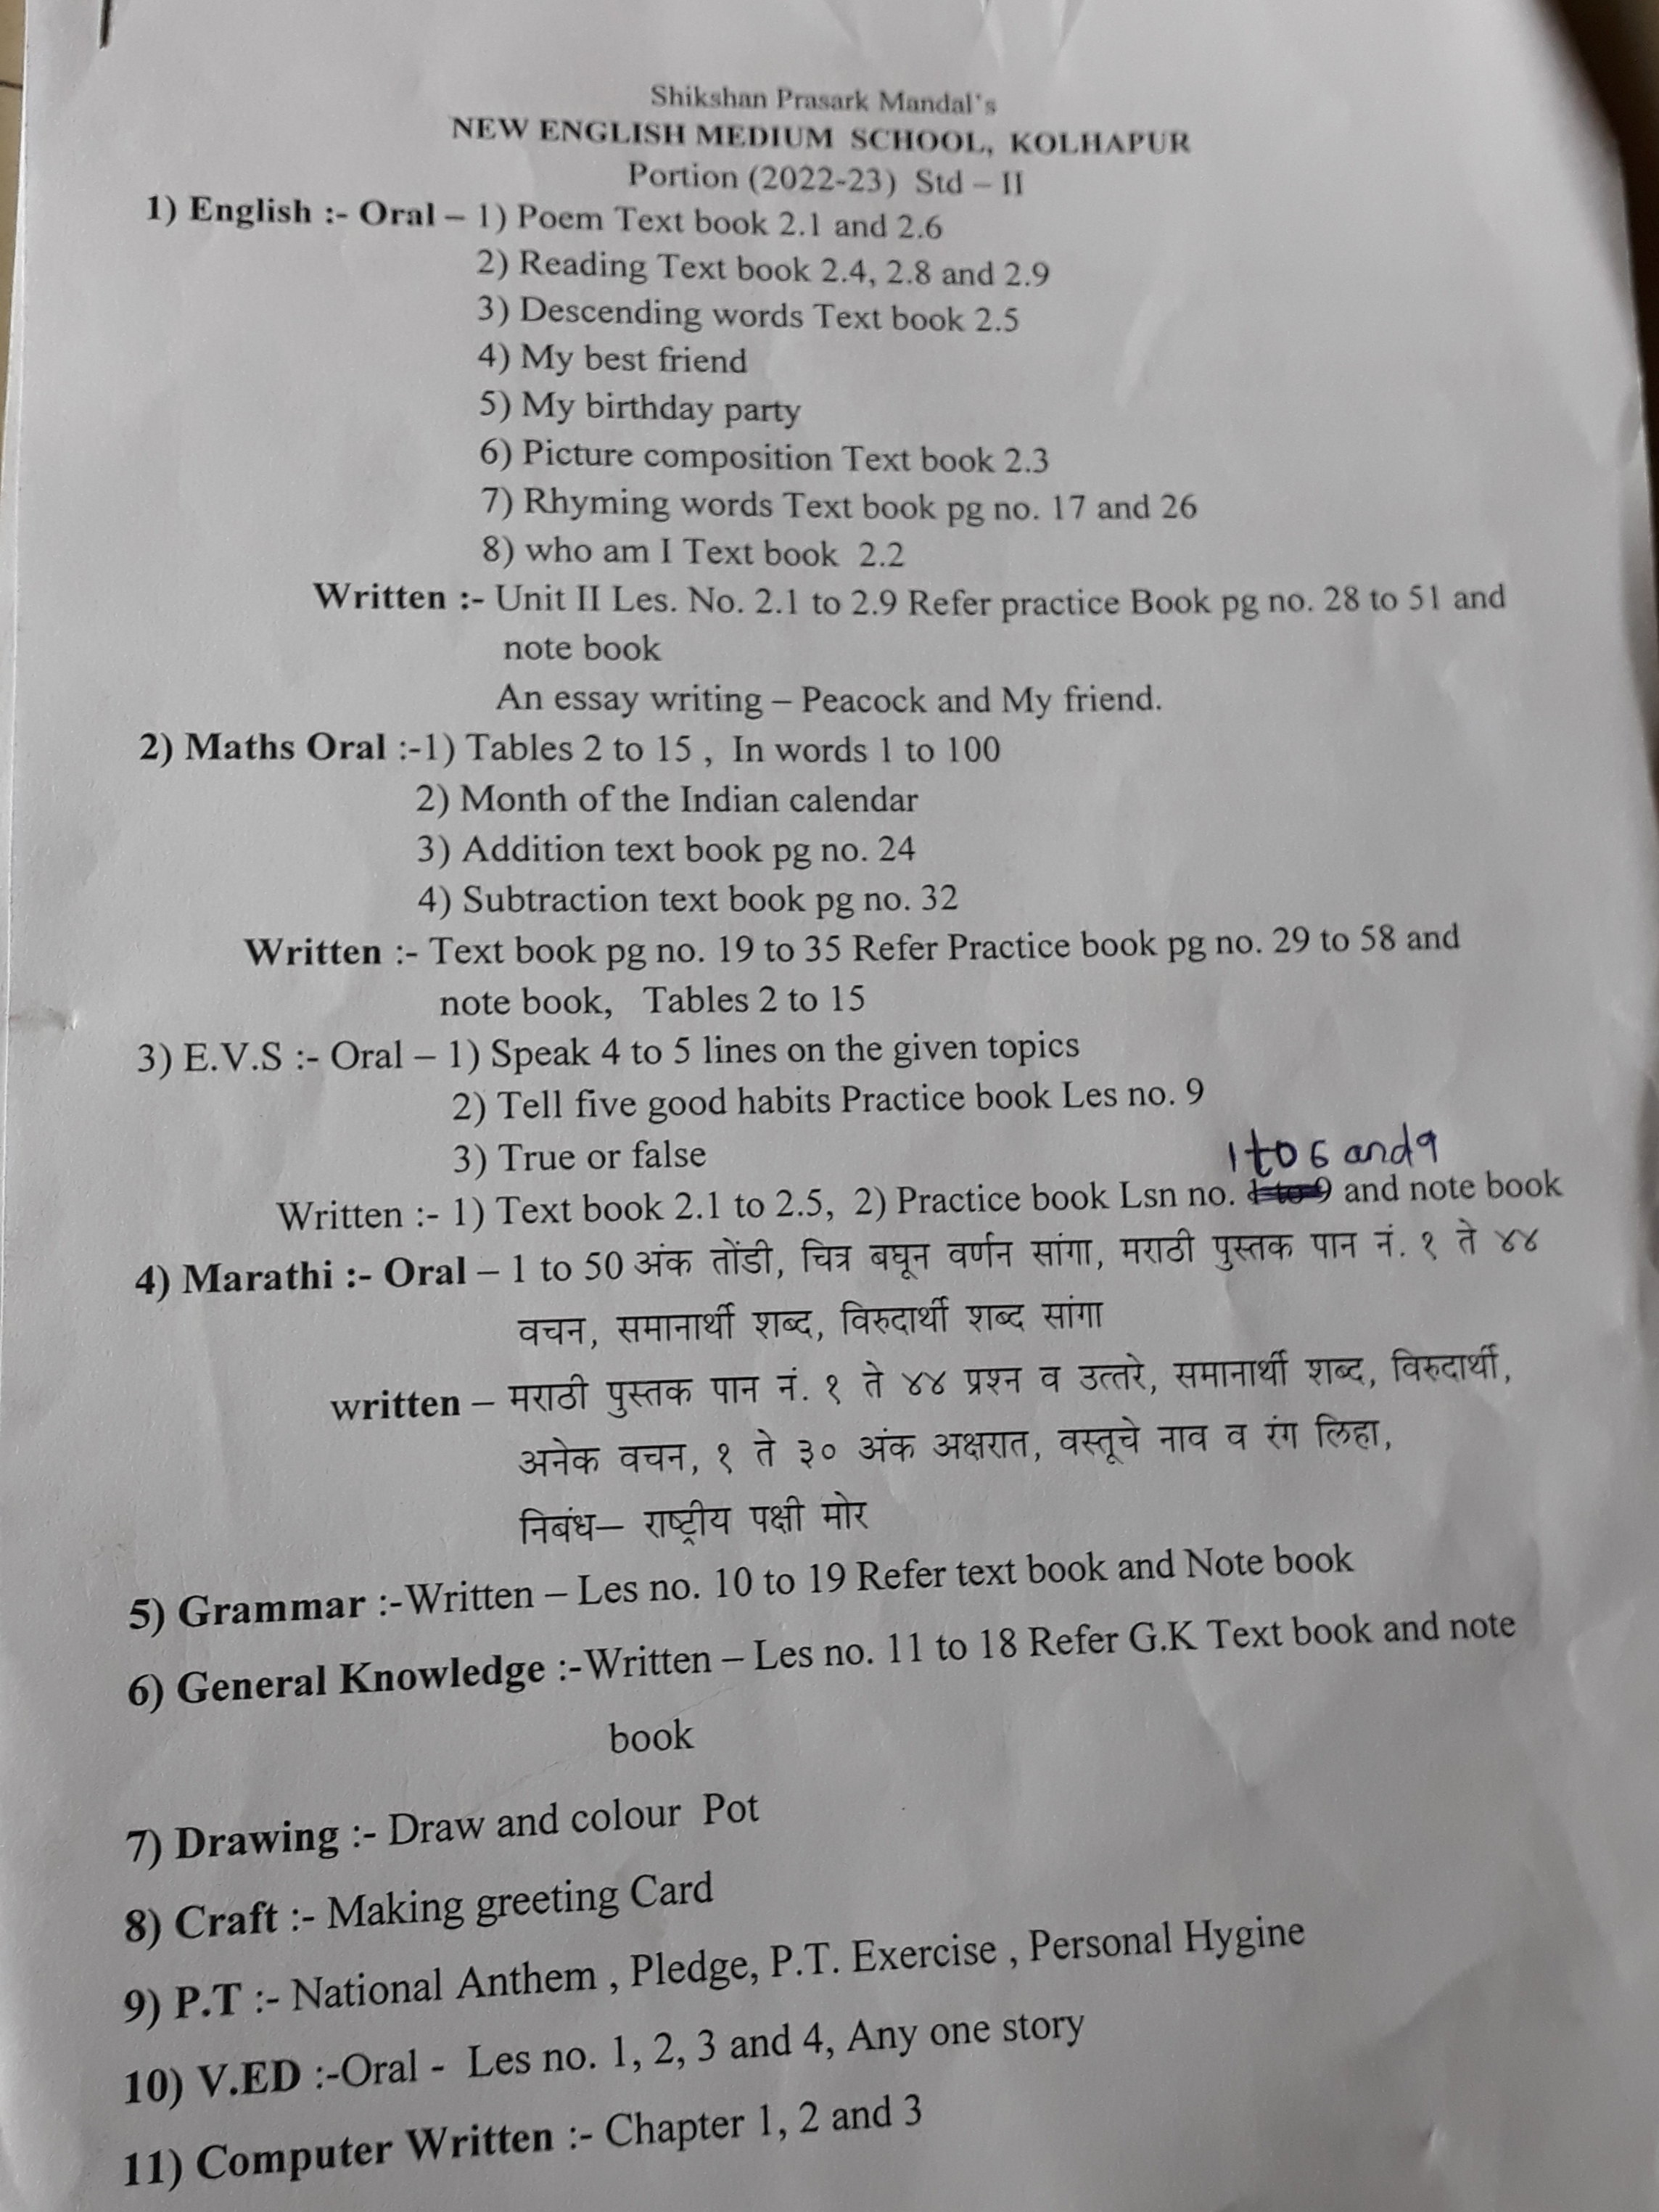 Shikshan Prasark Mandal's
NEW ENGLISH MEDIUM SCHOOL, KOLHAPUR
Portion (2022-23) Std – II
1) English :- Oral – 1) Poem Text book 2.1 and 2.6
2) Reading Text book 2.4, 2.8 and 2.9
3) Descending words Text book 2.5
4) My best friend
5) My birthday party
6) Picture composition Text book 2.3
7) Rhyming words Text book pg no. 17 and 26
8) who am I Text book 2.2
Written :- Unit II Les. No. 2.1 to 2.9 Refer practice Book pg no. 28 to 51 and
note book
An essay writing – Peacock and My friend.
2) Maths Oral :-1) Tables 2 to 15 , In words 1 to 100
2) Month of the Indian calendar
3) Addition text book pg no. 24
4) Subtraction text book pg no. 32
Written :- Text book pg no. 19 to 35 Refer Practice book pg no. 29 to 58 and
note book, Tables 2 to 15
3) E.V.S :- Oral – 1) Speak 4 to 5 lines on the given topics
2) Tell five good habits Practice book Les no. 9
3) True or false
1 to 6 and 9
Written :- 1) Text book 2.1 to 2.5, 2) Practice book Lsn no. 1 to 9 and note book
4) Marathi :- Oral – 1 to 50 अंक तोंडी, चित्र बघून वर्णन सांगा, मराठी पुस्तक पान नं. १ ते ४४
वचन, समानार्थी शब्द, विरुदार्थी शब्द सांगा
written – मराठी पुस्तक पान नं. १ ते ४४ प्रश्न व उत्तरे, समानार्थी शब्द, विरुदार्थी,
अनेक वचन, १ ते ३० अंक अक्षरात, वस्तूचे नाव व रंग लिहा,
निबंध– राष्ट्रीय पक्षी मोर
5) Grammar :-Written – Les no. 10 to 19 Refer text book and Note book
6) General Knowledge :-Written – Les no. 11 to 18 Refer G.K Text book and note
book
7) Drawing :- Draw and colour Pot
8) Craft :- Making greeting Card
9) P.T :- National Anthem , Pledge, P.T. Exercise , Personal Hygine
10) V.ED :-Oral - Les no. 1, 2, 3 and 4, Any one story
11) Computer Written :- Chapter 1, 2 and 3